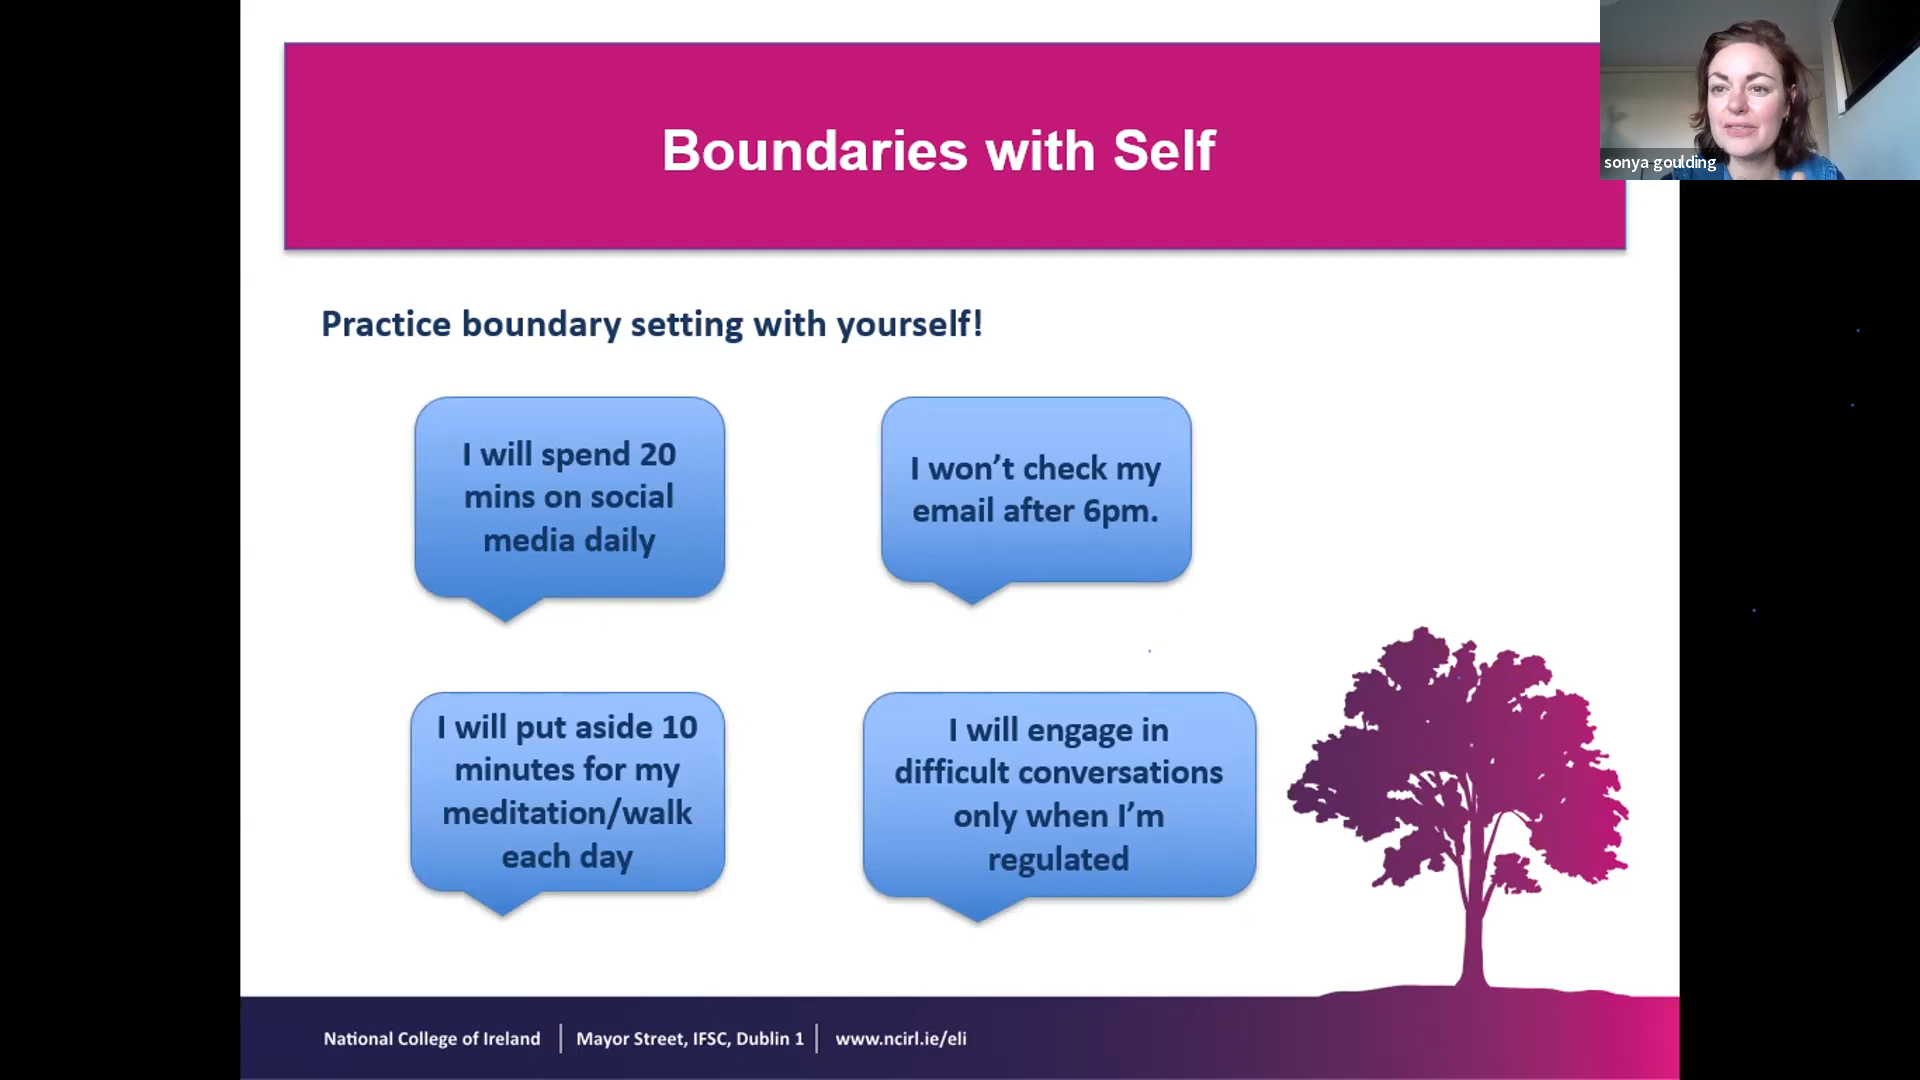 Boundaries with Self
sonya goulding
Practice boundary setting with yourself!
I will spend 20
mins on social
media daily
I won’t check my
email after 6pm.
I will put aside 10
minutes for my
meditation/walk
each day
I will engage in
difficult conversations
only when I’m
regulated
National College of Ireland | Mayor Street, IFSC, Dublin 1 | www.ncirl.ie/eli